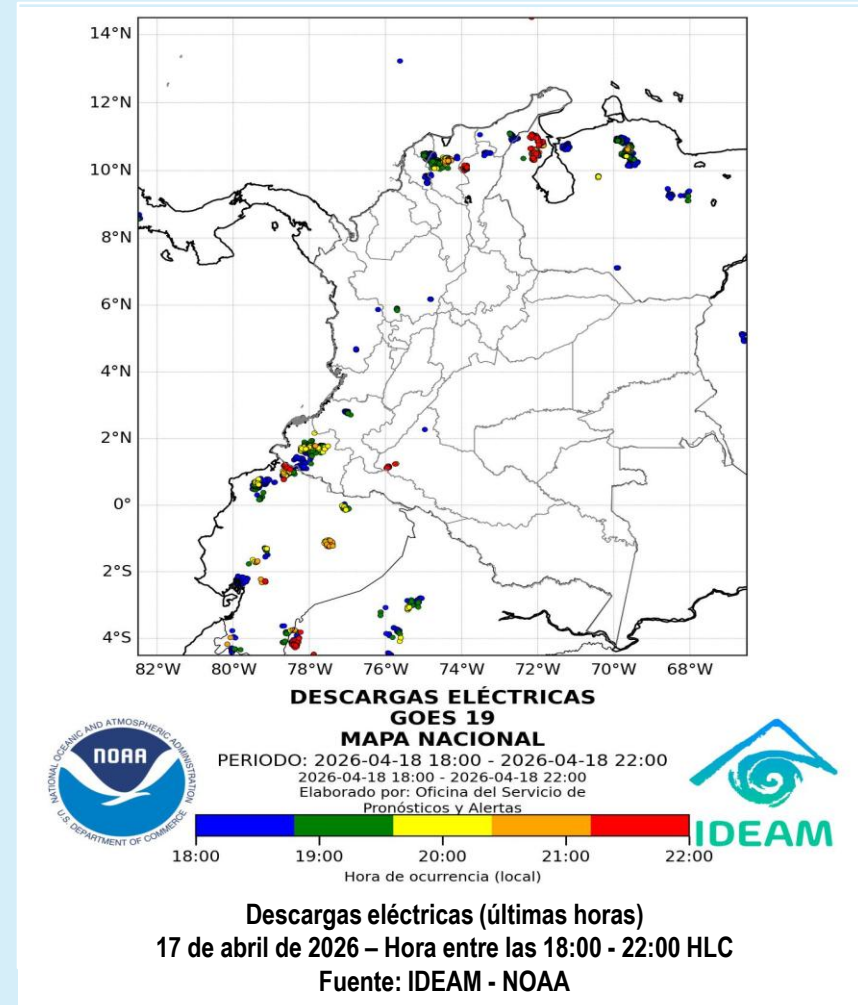 14°N
12°N
10°N
8°N
6°N
4°N
2°N
0°
2°S
4°S
82°W 80°W 78°W 76°W 74°W 72°W 70°W 68°W
DESCARGAS ELÉCTRICAS
GOES 19
MAPA NACIONAL
PERIODO: 2026-04-18 18:00 - 2026-04-18 22:00
2026-04-18 18:00 - 2026-04-18 22:00
Elaborado por: Oficina del Servicio de
Pronósticos y Alertas
NATIONAL OCEANIC AND ATMOSPHERIC ADMINISTRATION
NOAA
U.S. DEPARTMENT OF COMMERCE
IDEAM
18:00 19:00 20:00 21:00 22:00
Hora de ocurrencia (local)
Descargas eléctricas (últimas horas)
17 de abril de 2026 – Hora entre las 18:00 - 22:00 HLC
Fuente: IDEAM - NOAA